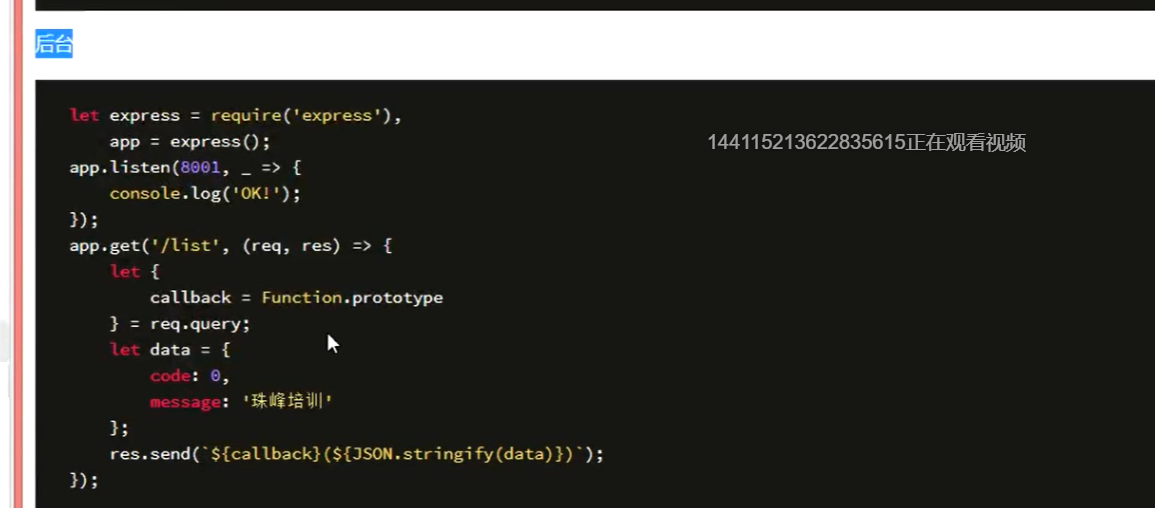 后台
let express = require('express'),
    app = express();
144115213622835615正在观看视频
app.listen(8001, _ => {
    console.log('OK!');
});
app.get('/list', (req, res) => {
    let {
        callback = Function.prototype
    } = req.query;
    let data = {
        code: 0,
        message: '珠峰培训'
    };
    res.send(`${callback}(${JSON.stringify(data)})`);
});